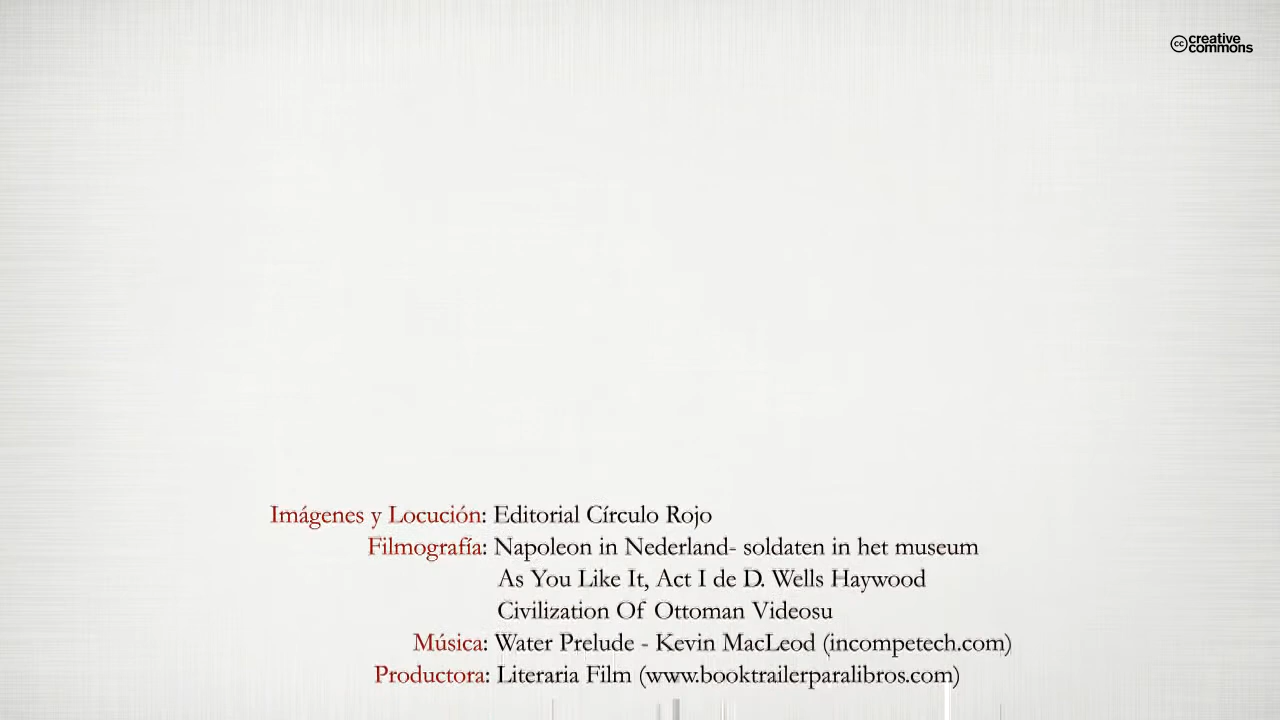 creative
commons
Imágenes y Locución: Editorial Círculo Rojo
Filmografía: Napoleon in Nederland- soldaten in het museum
As You Like It, Act I de D. Wells Haywood
Civilization Of Ottoman Videosu
Música: Water Prelude - Kevin MacLeod (incompetech.com)
Productora: Literaria Film (www.booktrailerparalibros.com)